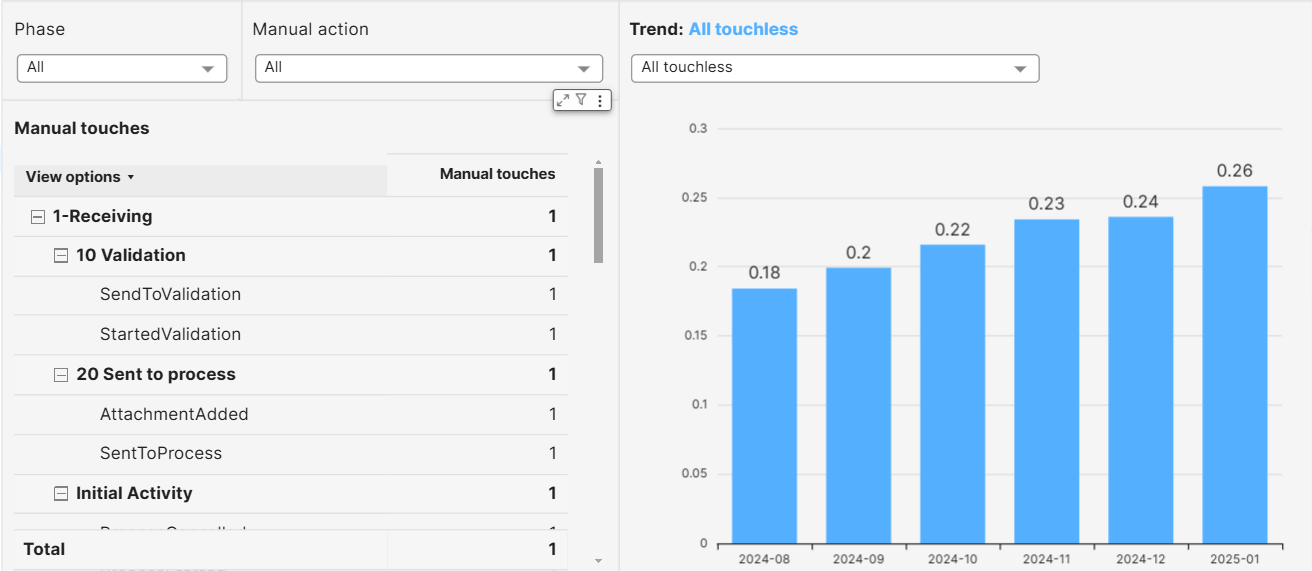 Phase
All
Manual action
All
Manual touches
View options
Manual touches
1-Receiving 1
10 Validation 1
SendToValidation 1
StartedValidation 1
20 Sent to process 1
AttachmentAdded 1
SentToProcess 1
Initial Activity 1
Total 1
Trend: All touchless
All touchless
0.3
0.25
0.2
0.15
0.1
0.05
0
0.18
0.2
0.22
0.23
0.24
0.26
2024-08
2024-09
2024-10
2024-11
2024-12
2025-01